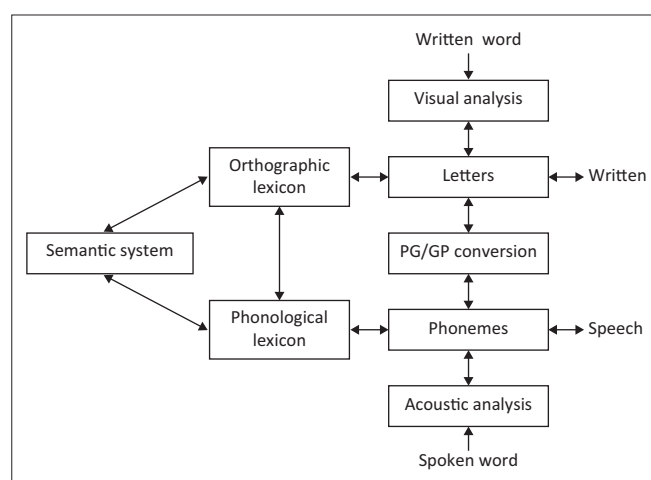 Written word
Visual analysis
Orthographic
lexicon
Letters
Written
Semantic system
PG/GP conversion
Phonological
lexicon
Phonemes
Speech
Acoustic analysis
Spoken word